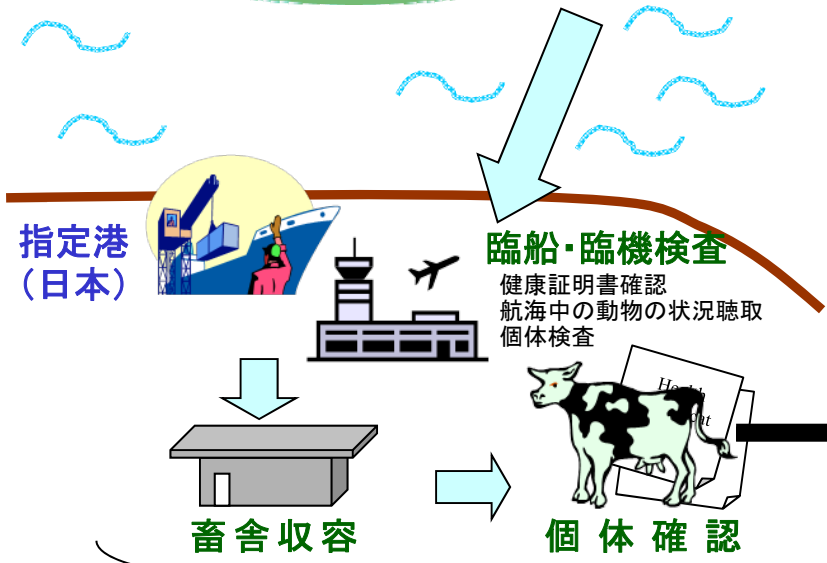 指定港
（日本）
臨船・臨機検査
健康証明書確認
航海中の動物の状況聴取
個体検査
畜舎収容
個体確認